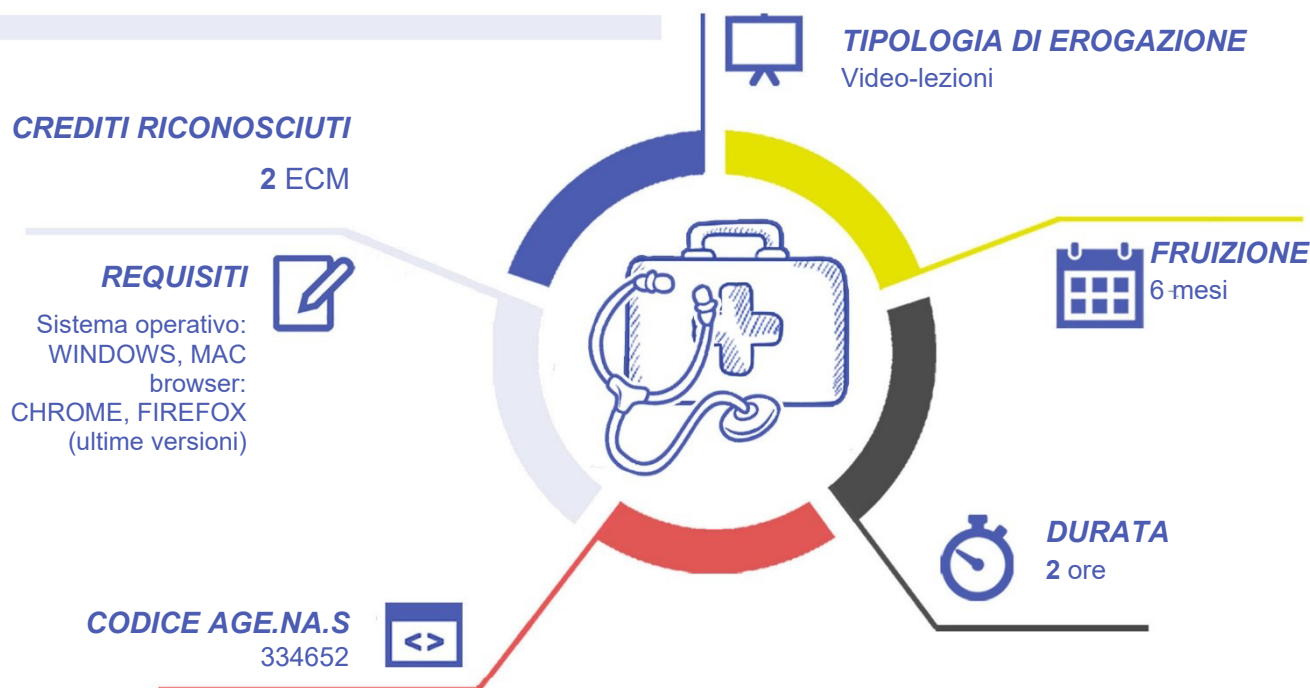 TIPOLOGIA DI EROGAZIONE
Video-lezioni
CREDITI RICONOSCIUTI
2 ECM
FRUIZIONE
6 mesi
REQUISITI
Sistema operativo:
WINDOWS, MAC
browser:
CHROME, FIREFOX
(ultime versioni)
DURATA
2 ore
CODICE AGE.NA.S
334652
<>